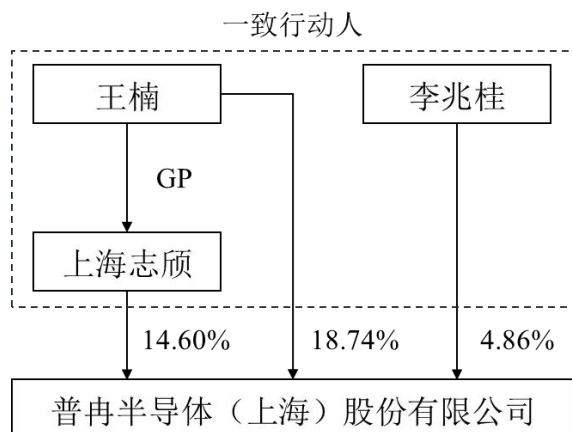 一致行动人
王楠
李兆桂
GP
上海志颀
14.60%
18.74%
4.86%
普冉半导体（上海）股份有限公司